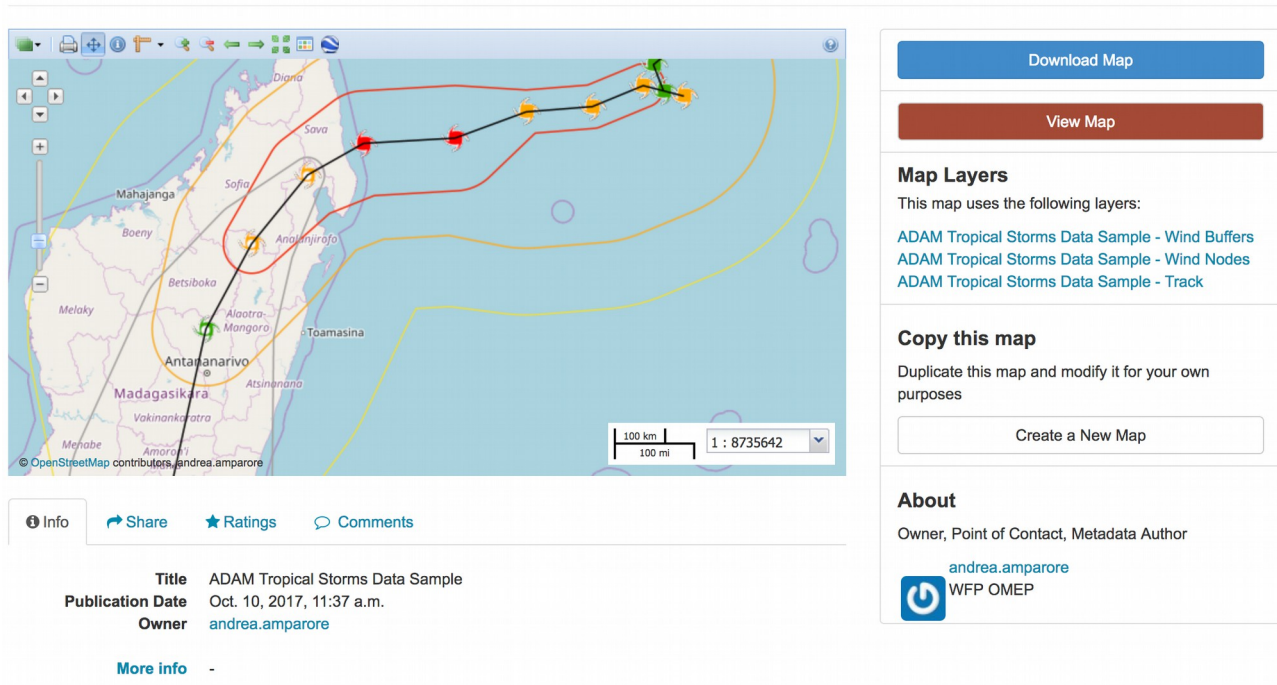 Diana
Sava
Sofia
Mahajanga
Boeny
Analanjirofo
Betsiboka
Melaky
Alaotra-
Mangoro
Toamasina
Antananarivo
Atsinanana
Madagasikara
Vakinankaratra
Menabe
Amoron'i
© OpenStreetMap contributors, andrea.amparore
100 km
100 mi
1 : 8735642
Download Map
View Map
Map Layers
This map uses the following layers:
ADAM Tropical Storms Data Sample - Wind Buffers
ADAM Tropical Storms Data Sample - Wind Nodes
ADAM Tropical Storms Data Sample - Track
Copy this map
Duplicate this map and modify it for your own
purposes
Create a New Map
About
Owner, Point of Contact, Metadata Author
andrea.amparore
WFP OMEP
Info Share Ratings Comments
Title ADAM Tropical Storms Data Sample
Publication Date Oct. 10, 2017, 11:37 a.m.
Owner andrea.amparore
More info -